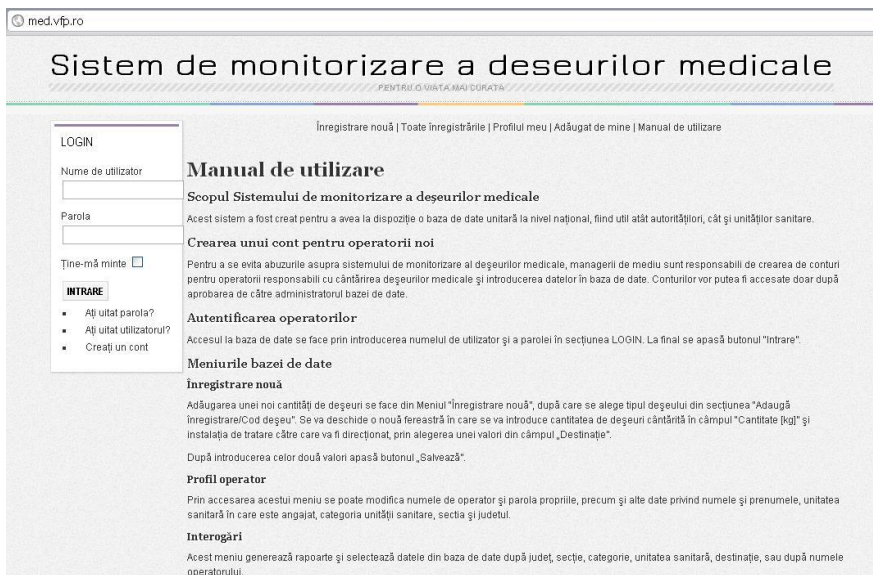 med.vfp.ro
Sistem de monitorizare a deseurilor medicale
PENTRU O VIATA MAI CURATA
Înregistrare nouă | Toate înregistrările | Profilul meu | Adăugat de mine | Manual de utilizare
LOGIN
Nume de utilizator
Parola
Ține-mă minte
INTRARE
Ați uitat parola?
Ați uitat utilizatorul?
Creați un cont
Manual de utilizare
Scopul Sistemului de monitorizare a deșeurilor medicale
Acest sistem a fost creat pentru a avea la dispoziție o baza de date unitară la nivel național, fiind util atât autorităților, cât și unităților sanitare.
Crearea unui cont pentru operatorii noi
Pentru a se evita abuzurile asupra sistemului de monitorizare al deșeurilor medicale, managerii de mediu sunt responsabili de crearea de conturi
pentru operatorii responsabili cu cântărirea deșeurilor medicale și introducerea datelor în baza de date. Conturilor vor putea fi accesate doar după
aprobarea de către administratorul bazei de date.
Autentificarea operatorilor
Accesul la baza de date se face prin introducerea numelul de utilizator și a parolei în secțiunea LOGIN. La final se apasă butonul "Intrare".
Meniurile bazei de date
Înregistrare nouă
Adăugarea unei noi cantități de deșeuri se face din Meniul "Înregistrare nouă", după care se alege tipul deșeului din secțiunea "Adaugă
înregistrare/Cod deșeu". Se va deschide o nouă fereastră în care se va introduce cantitatea de deșeuri cântărită în câmpul "Cantitate [kg]" și
instalația de tratare către care va fi direcționat, prin alegerea unei valori din câmpul „Destinație".
După introducerea celor două valori apasă butonul „Salvează".
Profil operator
Prin accesarea acestui meniu se poate modifica numele de operator și parola propriile, precum și alte date privind numele și prenumele, unitatea
sanitară în care este angajat, categoria unității sanitare, sectia și judetul.
Interogări
Acest meniu generează rapoarte și selectează datele din baza de date după județ, secție, categorie, unitatea sanitară, destinație, sau după numele
operatorului.